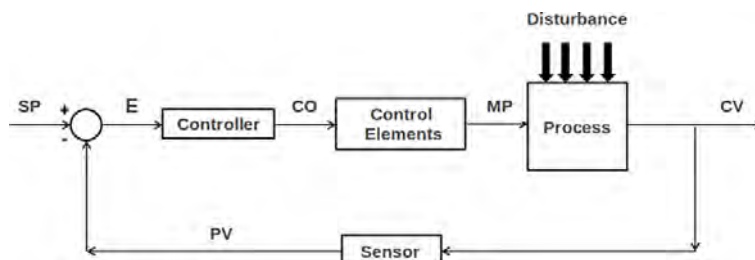 Disturbance
SP
+
-
E
Controller
CO
Control
Elements
MP
Process
CV
PV
Sensor